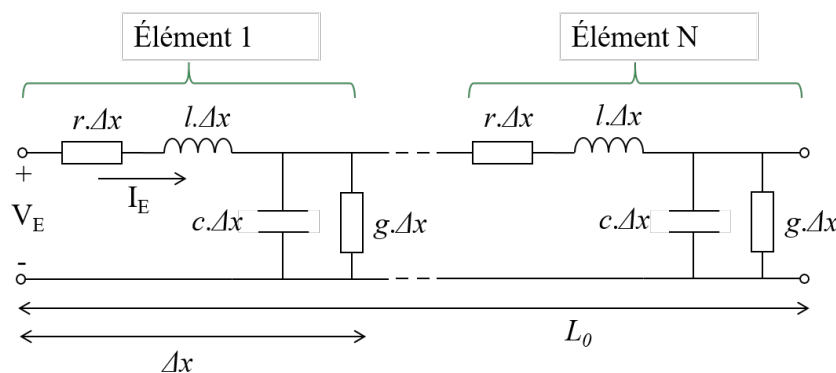 Élément 1
Élément N
r.Δx
l.Δx
r.Δx
l.Δx
+
I_E
V_E
c.Δx
g.Δx
c.Δx
g.Δx
-
L_0
Δx